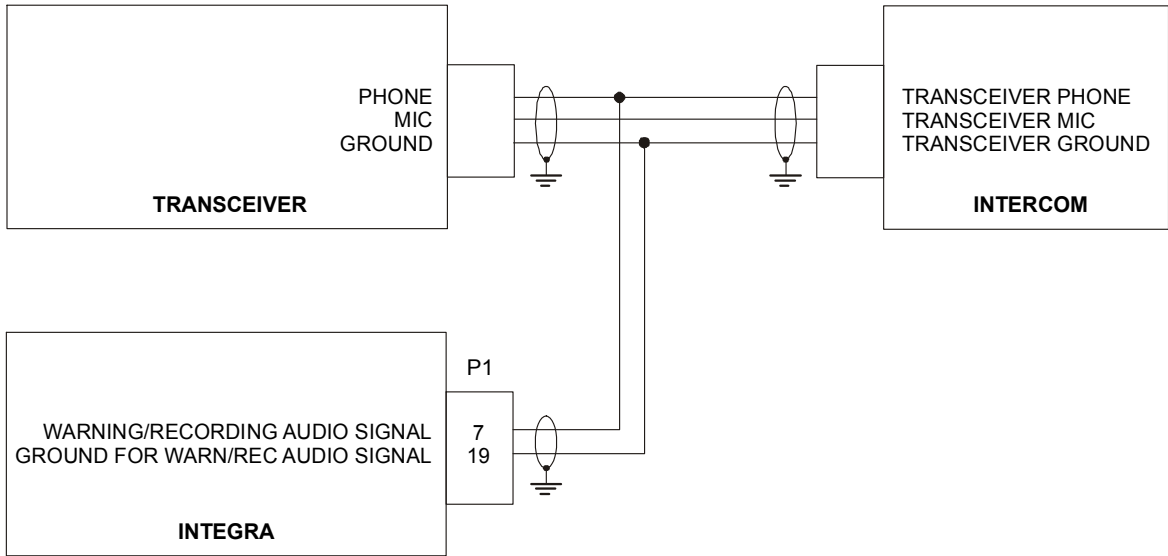 PHONE
MIC
GROUND
TRANSCEIVER
TRANSCEIVER PHONE
TRANSCEIVER MIC
TRANSCEIVER GROUND
INTERCOM
P1
WARNING/RECORDING AUDIO SIGNAL 7
GROUND FOR WARN/REC AUDIO SIGNAL 19
INTEGRA